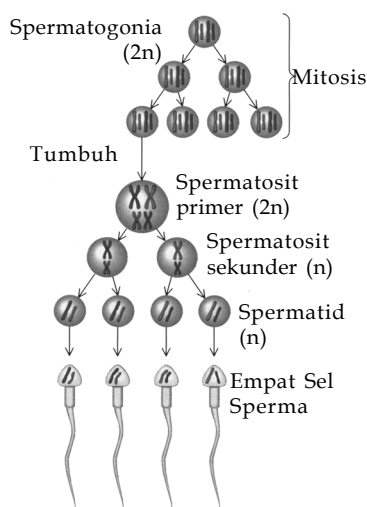 Spermatogonia
(2n)
Mitosis
Tumbuh
Spermatosit
primer (2n)
Spermatosit
sekunder (n)
Spermatid
(n)
Empat Sel
Sperma